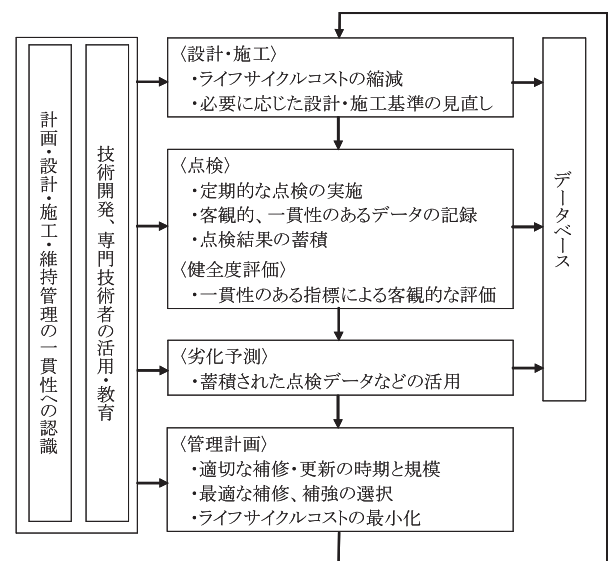 計画・設計・施工・維持管理の一貫性への認識
技術開発、専門技術者の活用・教育
〈設計・施工〉
・ライフサイクルコストの縮減
・必要に応じた設計・施工基準の見直し
〈点検〉
・定期的な点検の実施
・客観的、一貫性のあるデータの記録
・点検結果の蓄積
〈健全度評価〉
・一貫性のある指標による客観的な評価
〈劣化予測〉
・蓄積された点検データなどの活用
〈管理計画〉
・適切な補修・更新の時期と規模
・最適な補修、補強の選択
・ライフサイクルコストの最小化
データベース